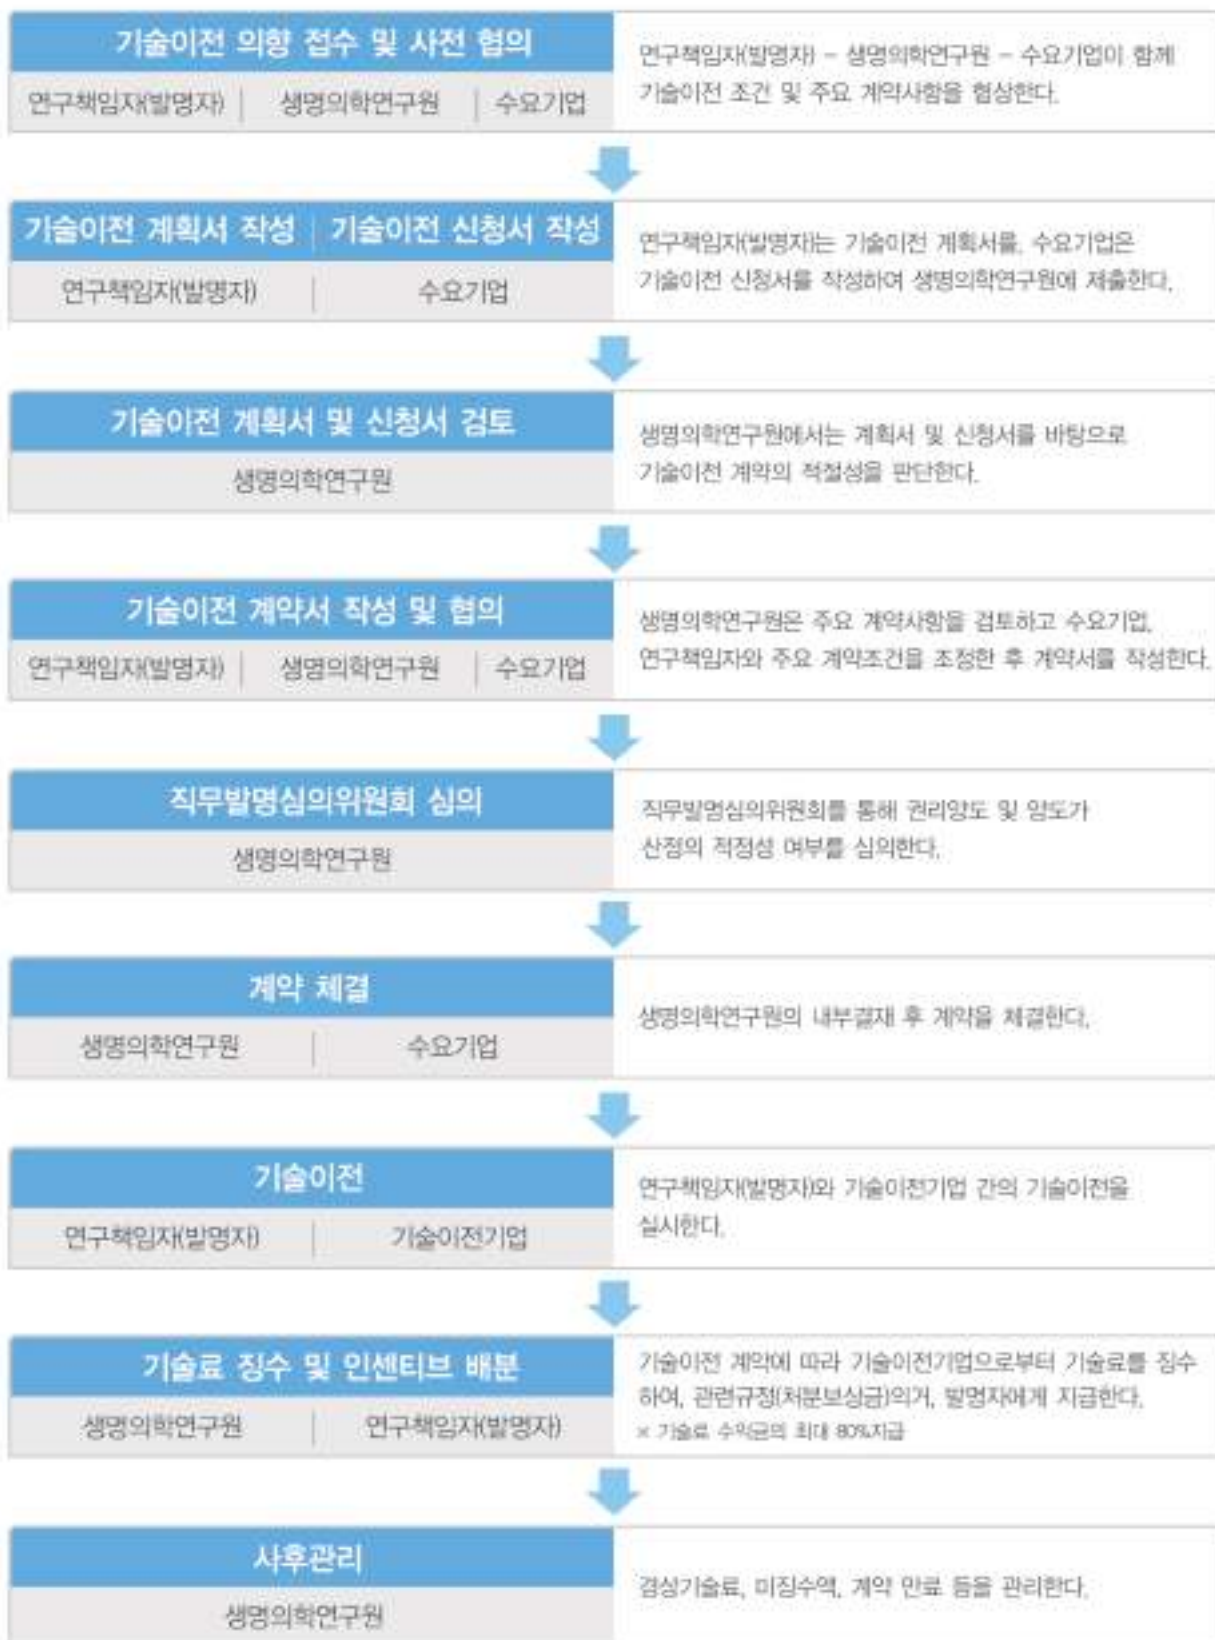 기술이전 의향 접수 및 사전 협의
연구책임자(발명자) | 생명의학연구원 | 수요기업
연구책임자(발명자) - 생명의학연구원 - 수요기업이 함께
기술이전 조건 및 주요 계약사항을 협상한다.
기술이전 계획서 작성 | 기술이전 신청서 작성
연구책임자(발명자) | 수요기업
연구책임자(발명자)는 기술이전 계획서를, 수요기업은
기술이전 신청서를 작성하여 생명의학연구원에 제출한다.
기술이전 계획서 및 신청서 검토
생명의학연구원
생명의학연구원에서는 계획서 및 신청서를 바탕으로
기술이전 계약의 적절성을 판단한다.
기술이전 계약서 작성 및 협의
연구책임자(발명자) | 생명의학연구원 | 수요기업
생명의학연구원은 주요 계약사항을 검토하고 수요기업,
연구책임자와 주요 계약조건을 조정한 후 계약서를 작성한다.
직무발명심의위원회 심의
생명의학연구원
직무발명심의위원회를 통해 권리양도 및 양도가
산정의 적정성 여부를 심의한다.
계약 체결
생명의학연구원 | 수요기업
생명의학연구원의 내부결재 후 계약을 체결한다.
기술이전
연구책임자(발명자) | 기술이전기업
연구책임자(발명자)와 기술이전기업 간의 기술이전을
실시한다.
기술료 징수 및 인센티브 배분
생명의학연구원 | 연구책임자(발명자)
기술이전 계약에 따라 기술이전기업으로부터 기술료를 징수
하여, 관련규정(처분보상금)의거, 발명자에게 지급한다.
※ 기술료 수익금의 최대 80%지급
사후관리
생명의학연구원
경상기술료, 미징수액, 계약 만료 등을 관리한다.